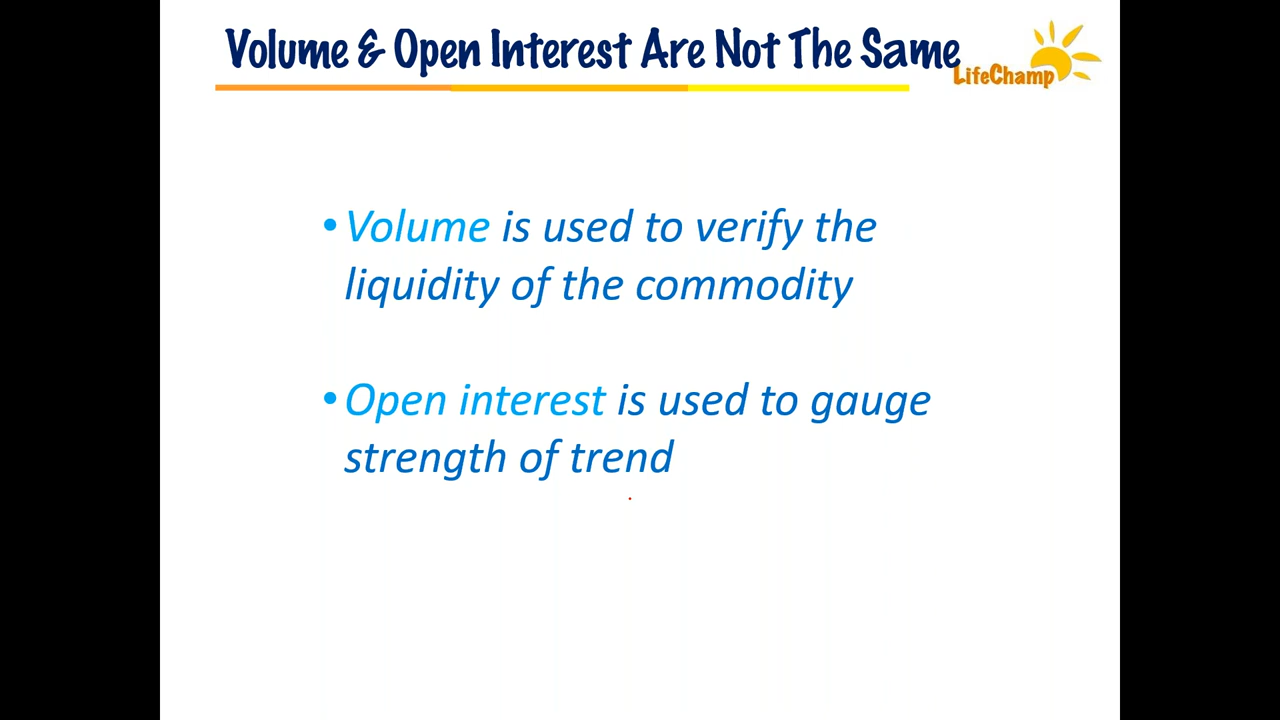 Volume & Open Interest Are Not The Same
LifeChamp
• Volume is used to verify the
liquidity of the commodity
• Open interest is used to gauge
strength of trend